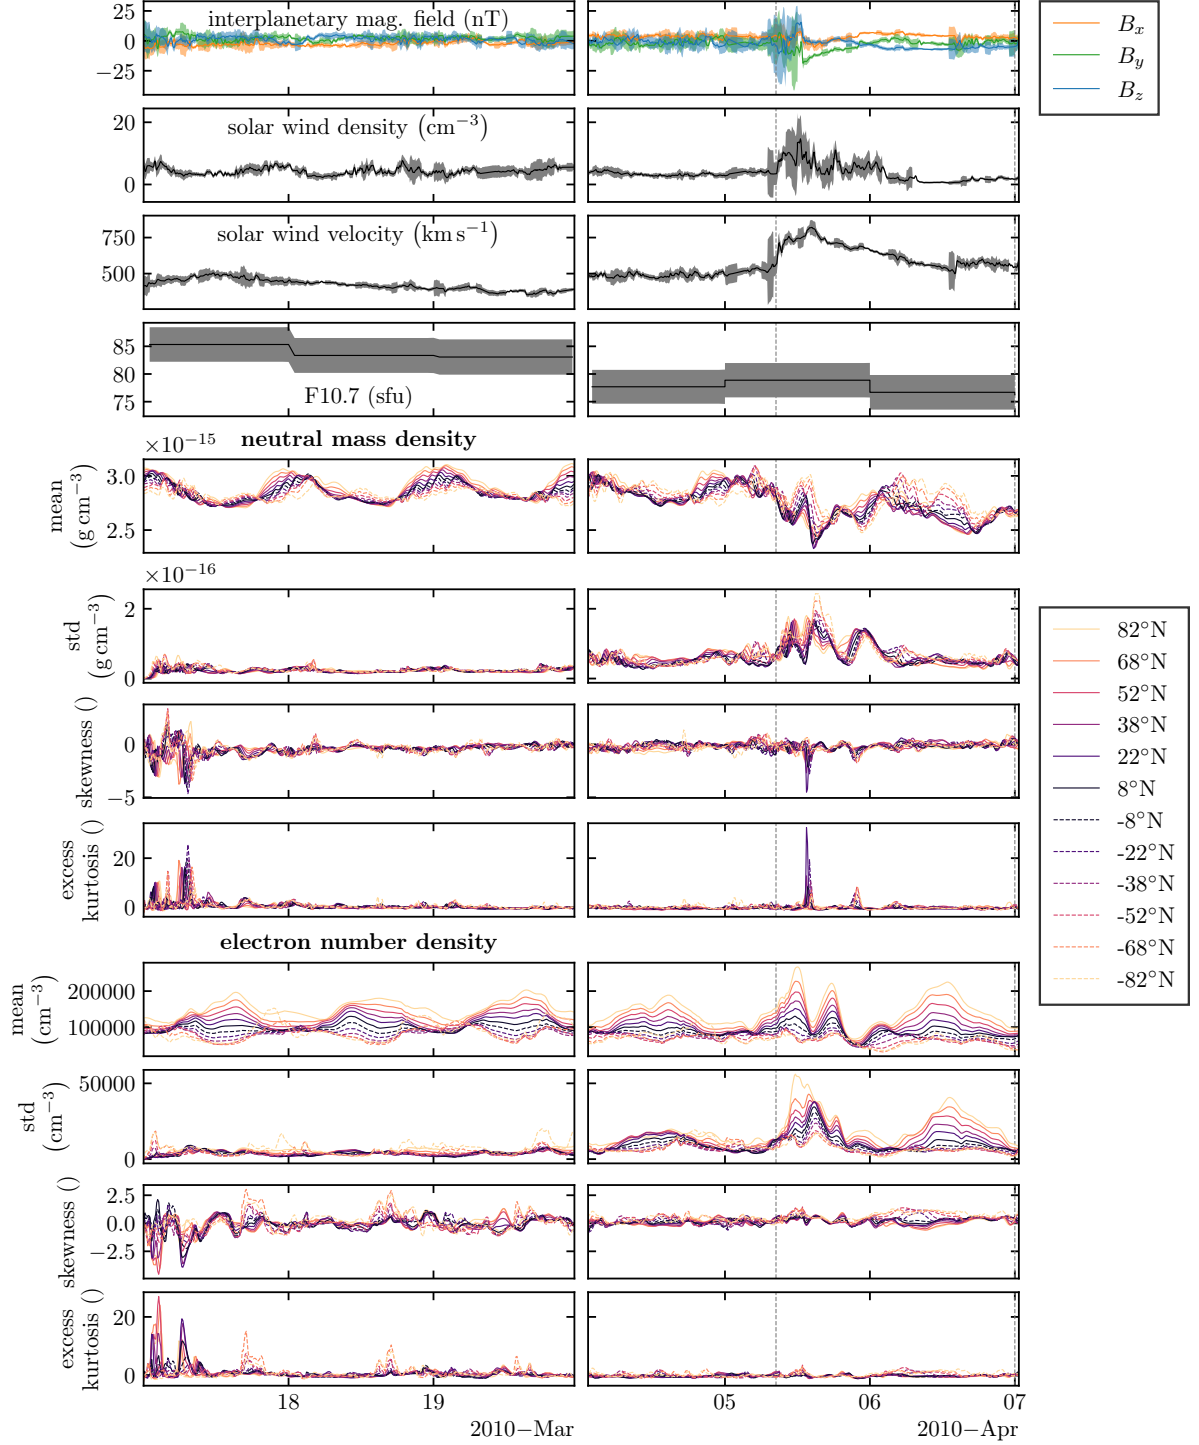 interplanetary mag. field (nT)
25
0
−25
B_x
B_y
B_z
solar wind density (cm⁻³)
20
0
solar wind velocity (km s⁻¹)
750
500
85
80
75
F10.7 (sfu)
×10⁻¹⁵ neutral mass density
mean
(g cm⁻³)
3.0
2.5
×10⁻¹⁶
std
(g cm⁻³)
2
1
0
skewness ()
0
−5
excess
kurtosis ()
20
0
electron number density
mean
(cm⁻³)
200000
100000
std
(cm⁻³)
50000
0
skewness ()
2.5
0.0
−2.5
excess
kurtosis ()
20
0
18 19 05 06 07
2010−Mar 2010−Apr
82°N
68°N
52°N
38°N
22°N
8°N
-8°N
-22°N
-38°N
-52°N
-68°N
-82°N